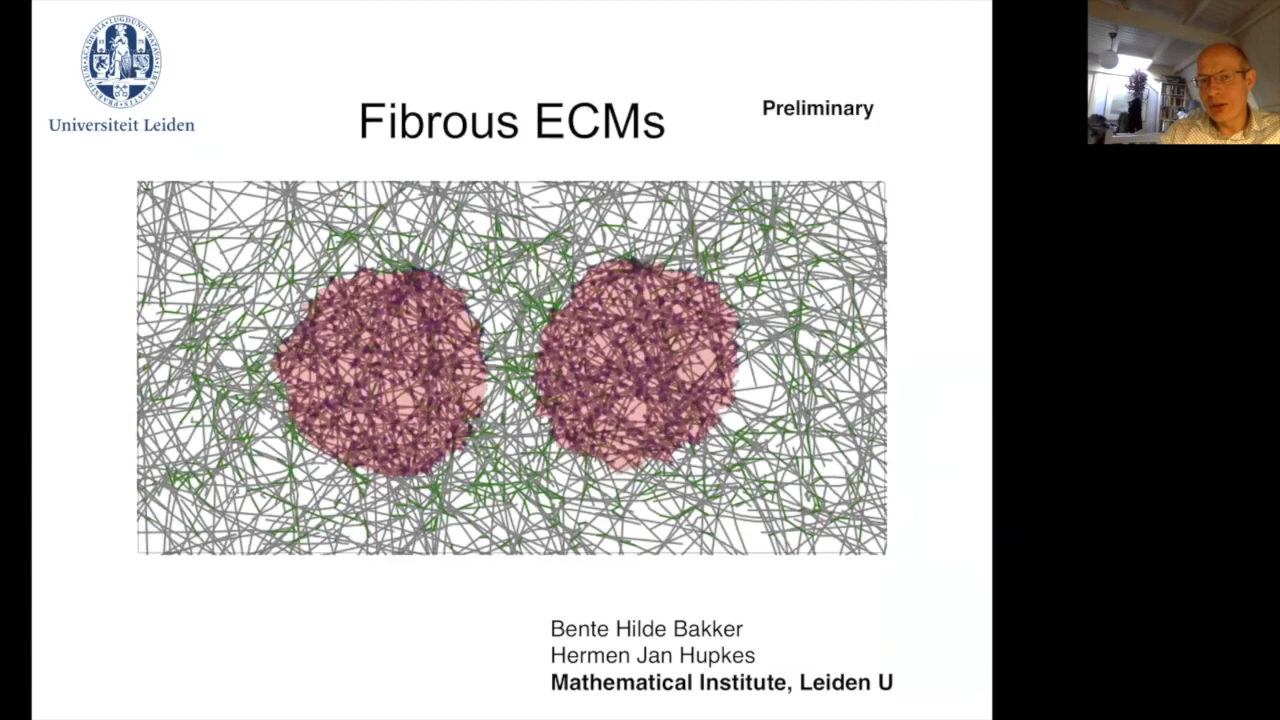 Universiteit Leiden
Fibrous ECMs
Preliminary
Bente Hilde Bakker
Hermen Jan Hupkes
Mathematical Institute, Leiden U